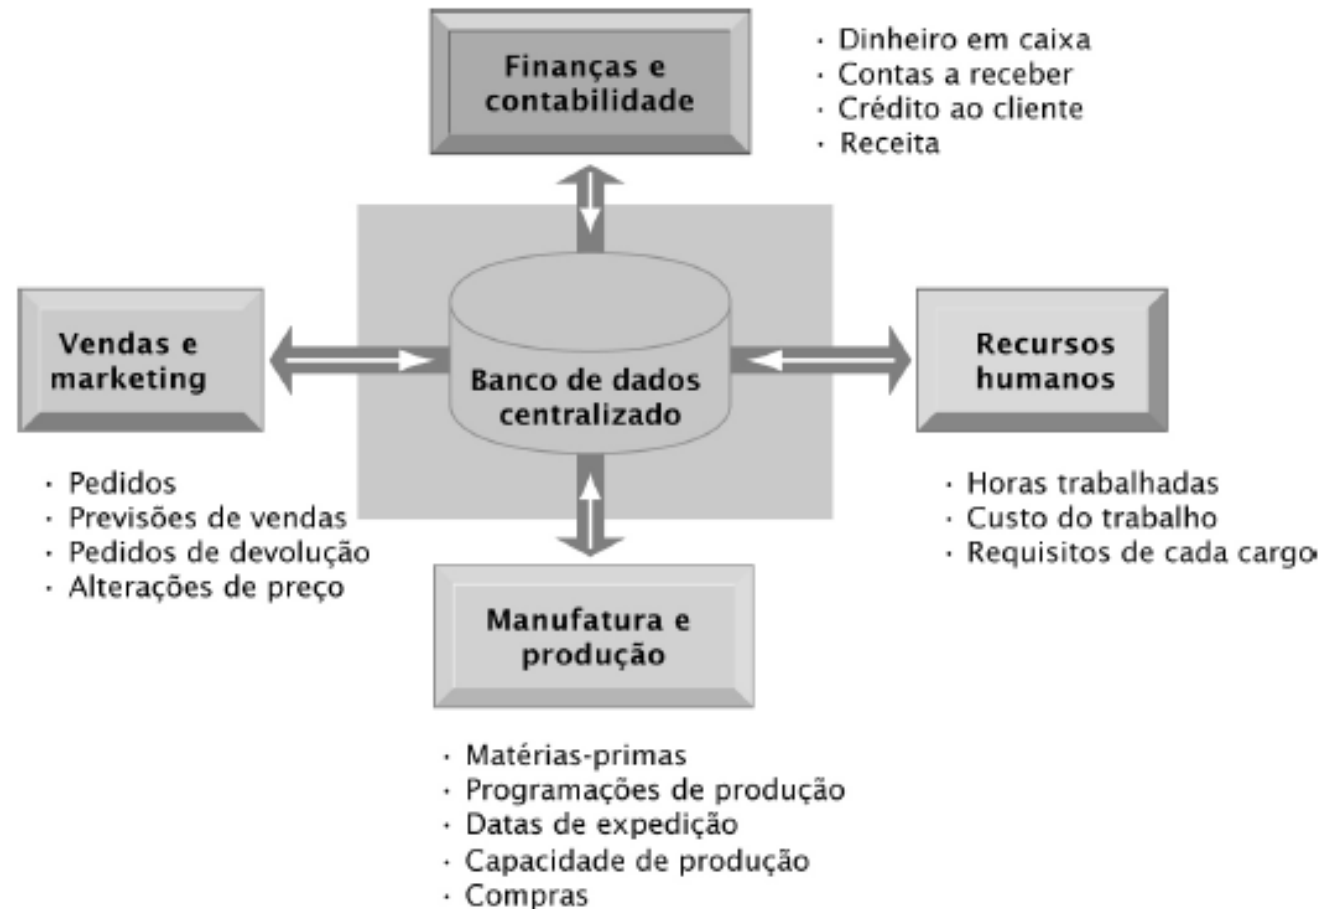 Finanças e
contabilidade
· Dinheiro em caixa
· Contas a receber
· Crédito ao cliente
· Receita
Vendas e
marketing
Banco de dados
centralizado
Recursos
humanos
· Pedidos
· Previsões de vendas
· Pedidos de devolução
· Alterações de preço
· Horas trabalhadas
· Custo do trabalho
· Requisitos de cada cargo
Manufatura e
produção
· Matérias-primas
· Programações de produção
· Datas de expedição
· Capacidade de produção
· Compras